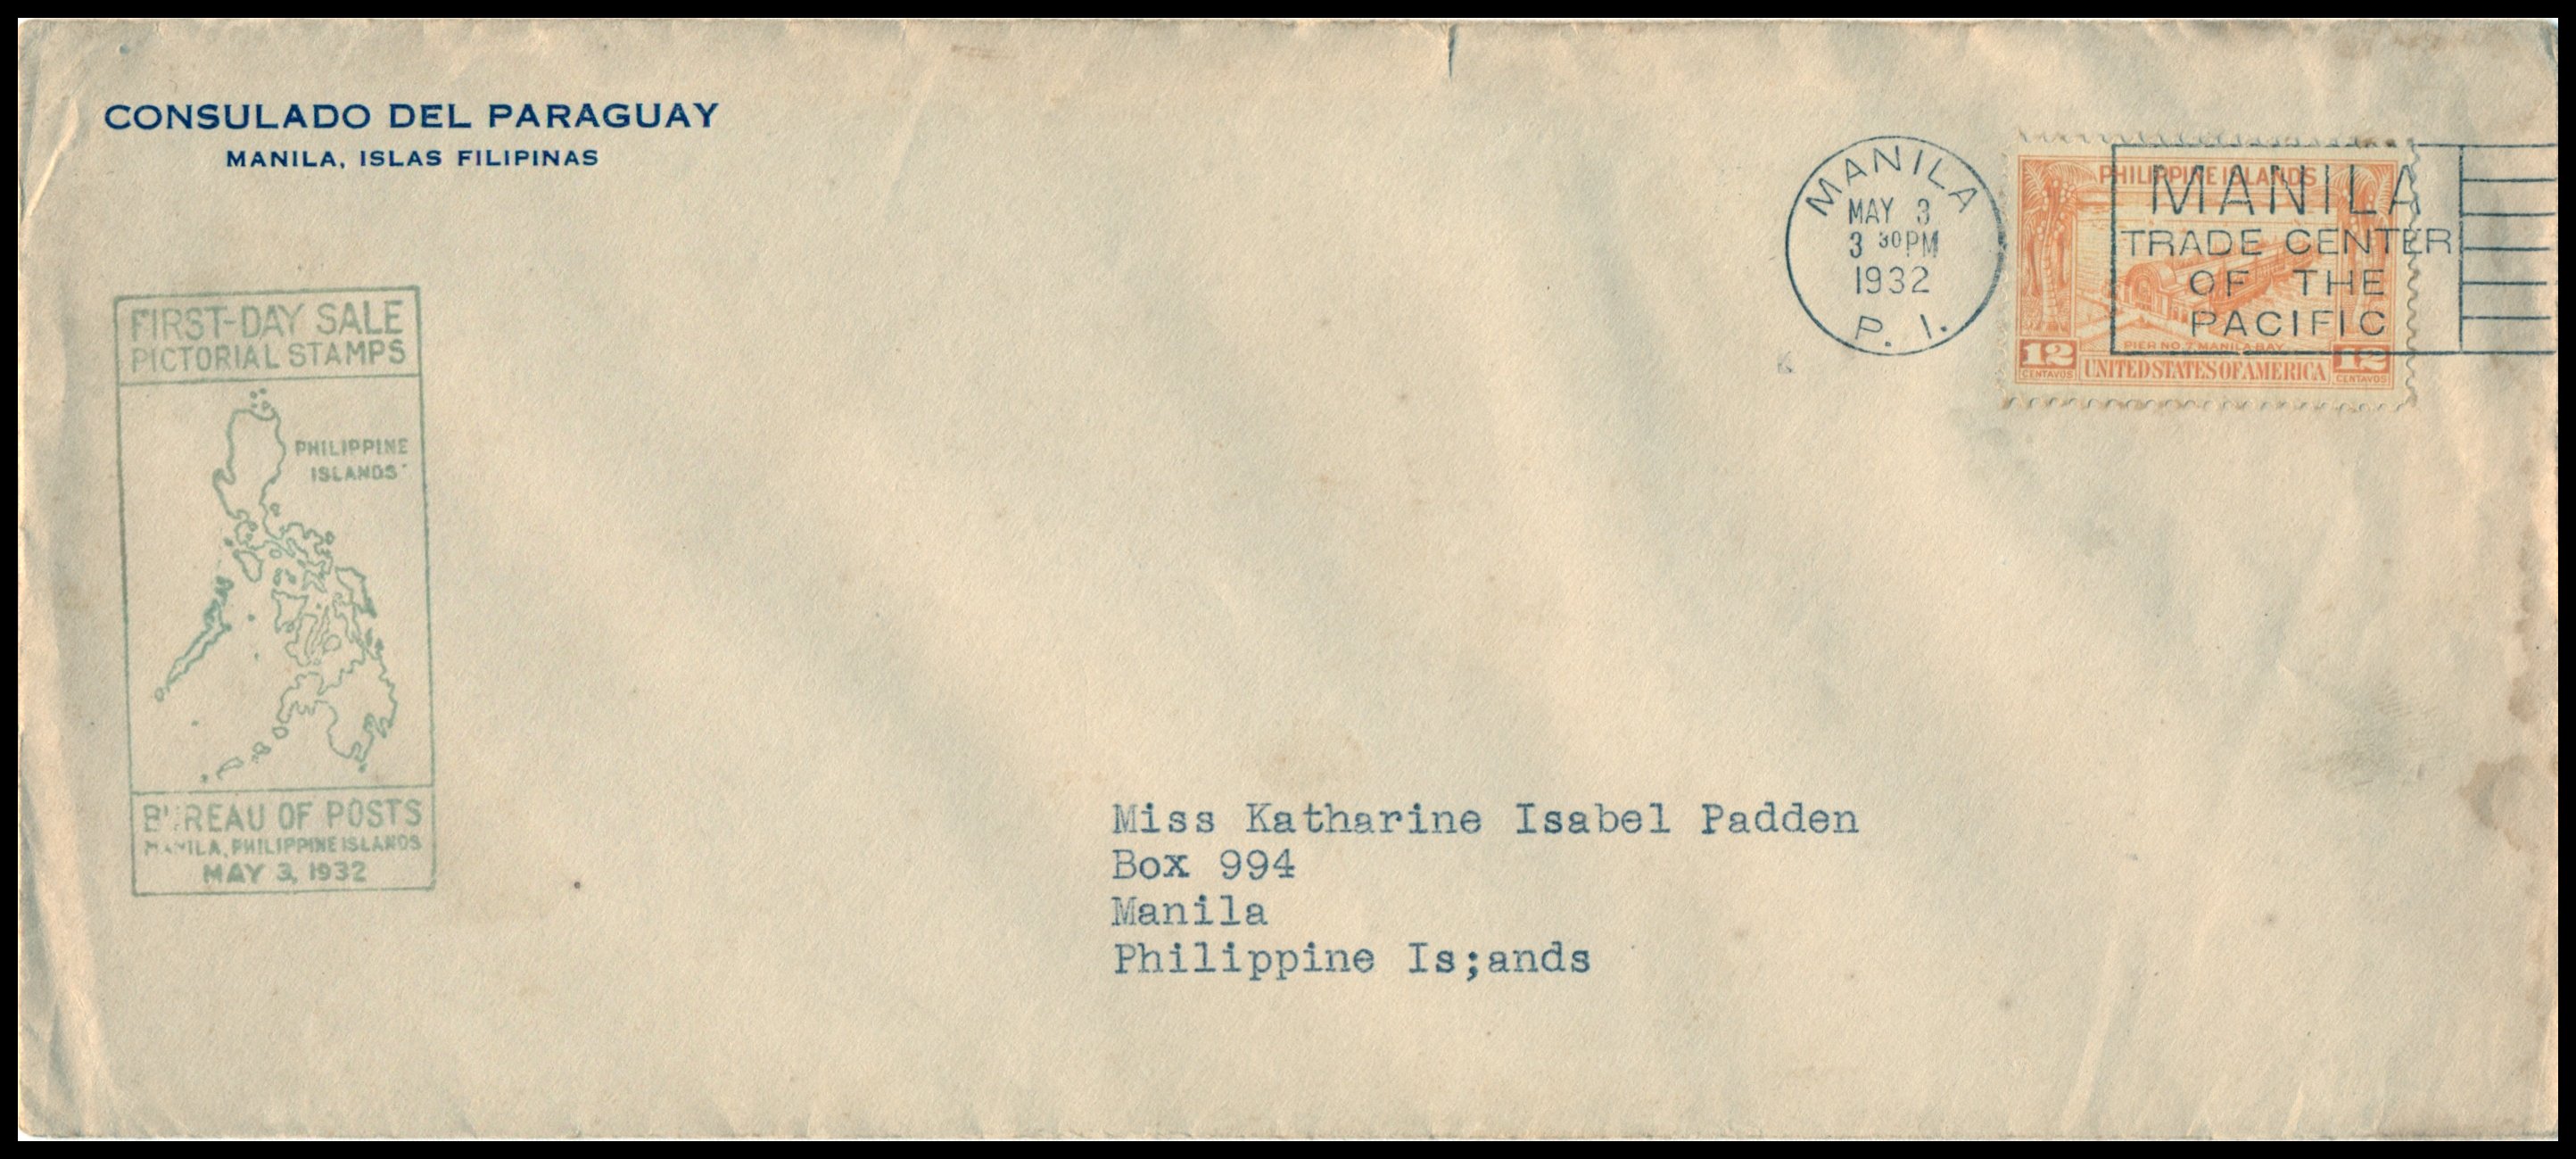 CONSULADO DEL PARAGUAY
MANILA, ISLAS FILIPINAS
MANILA
MAY 3
3 30PM
1932
P. I.
MANILA
TRADE CENTER
OF THE
PACIFIC
PHILIPPINE ISLANDS
PIER NO. 7 MANILA BAY
12 CENTAVOS UNITED STATES OF AMERICA 12 CENTAVOS
FIRST-DAY SALE
PICTORIAL STAMPS
PHILIPPINE
ISLANDS
BUREAU OF POSTS
MANILA, PHILIPPINE ISLANDS
MAY 3, 1932
Miss Katharine Isabel Padden
Box 994
Manila
Philippine Is;ands